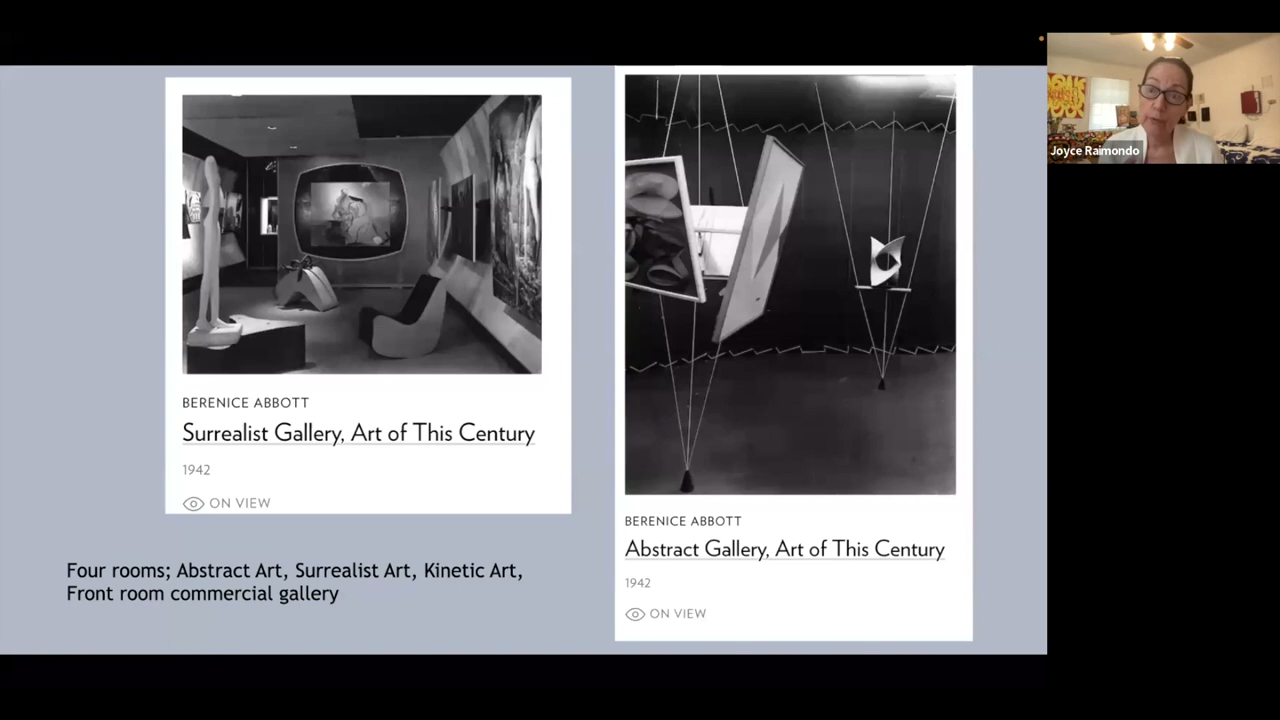 Joyce Raimondo
BERENICE ABBOTT
Surrealist Gallery, Art of This Century
1942
ON VIEW
Four rooms; Abstract Art, Surrealist Art, Kinetic Art,
Front room commercial gallery
BERENICE ABBOTT
Abstract Gallery, Art of This Century
1942
ON VIEW